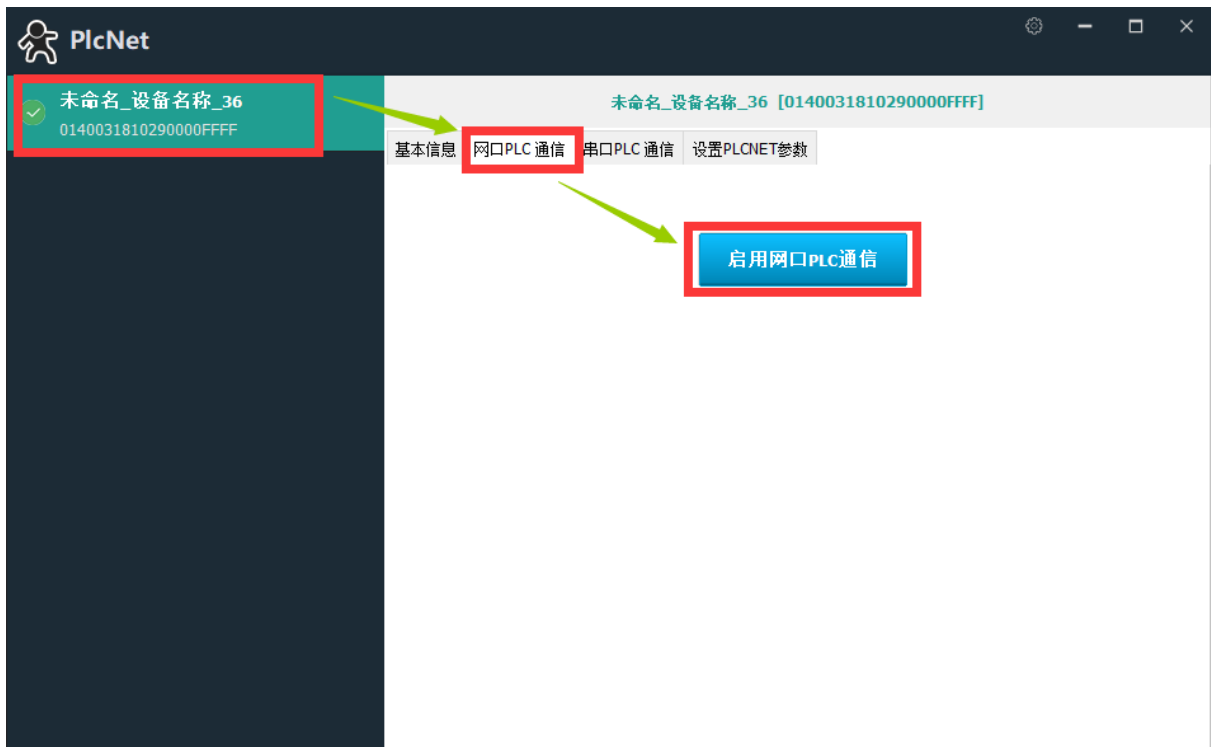 PlcNet
未命名_设备名称_36
0140031810290000FFFF
未命名_设备名称_36 [0140031810290000FFFF]
基本信息 网口PLC 通信 串口PLC 通信 设置PLCNET参数
启用网口PLC通信